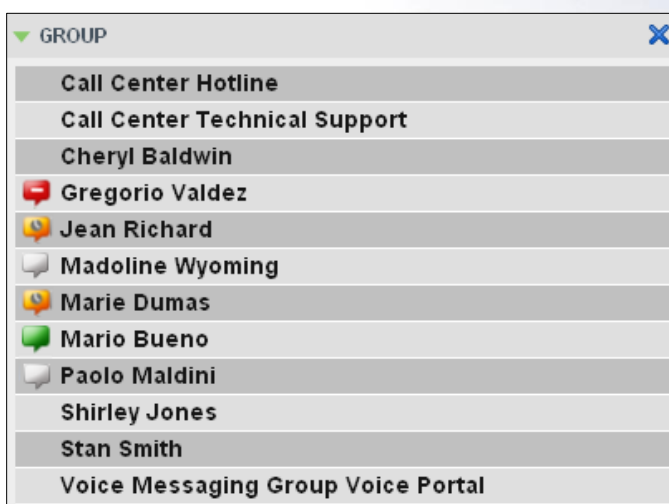 GROUP
Call Center Hotline
Call Center Technical Support
Cheryl Baldwin
Gregorio Valdez
Jean Richard
Madoline Wyoming
Marie Dumas
Mario Bueno
Paolo Maldini
Shirley Jones
Stan Smith
Voice Messaging Group Voice Portal